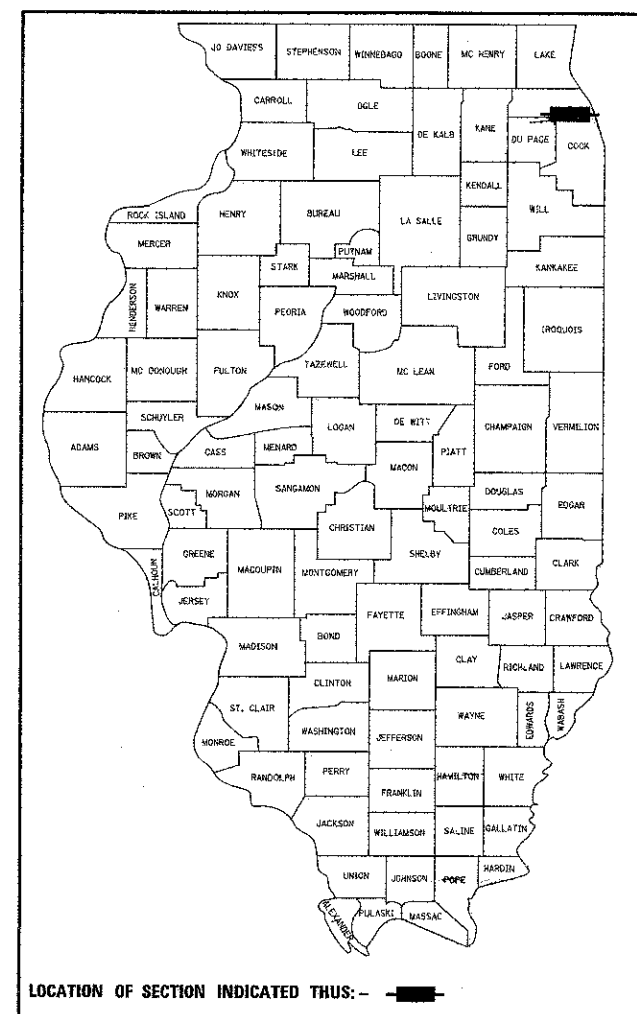 JO DAVIESS STEPHENSON WINNEBAGO BOONE MC HENRY LAKE
CARROLL OGLE DE KALB KANE DU PAGE COOK
WHITESIDE LEE
KENDALL WILL
ROCK ISLAND HENRY BUREAU LA SALLE GRUNDY
MERCER PUTNAM KANKAKEE
STARK MARSHALL
HENDERSON WARREN KNOX PEORIA WOODFORD LIVINGSTON IROQUOIS
HANCOCK MC DONOUGH FULTON TAZEWELL MC LEAN FORD
SCHUYLER MASON LOGAN DE WITT CHAMPAIGN VERMILION
ADAMS BROWN CASS MENARD MACON PIATT
PIKE SCOTT MORGAN SANGAMON CHRISTIAN MOULTRIE DOUGLAS EDGAR
COLES
CALHOUN GREENE MACOUPIN MONTGOMERY SHELBY CUMBERLAND CLARK
JERSEY FAYETTE EFFINGHAM JASPER CRAWFORD
MADISON BOND
CLAY RICHLAND LAWRENCE
CLINTON MARION
ST. CLAIR WAYNE EDWARDS WABASH
MONROE WASHINGTON JEFFERSON
RANDOLPH PERRY HAMILTON WHITE
FRANKLIN
JACKSON WILLIAMSON SALINE GALLATIN
UNION JOHNSON POPE HARDIN
ALEXANDER PULASKI MASSAC
LOCATION OF SECTION INDICATED THUS: -